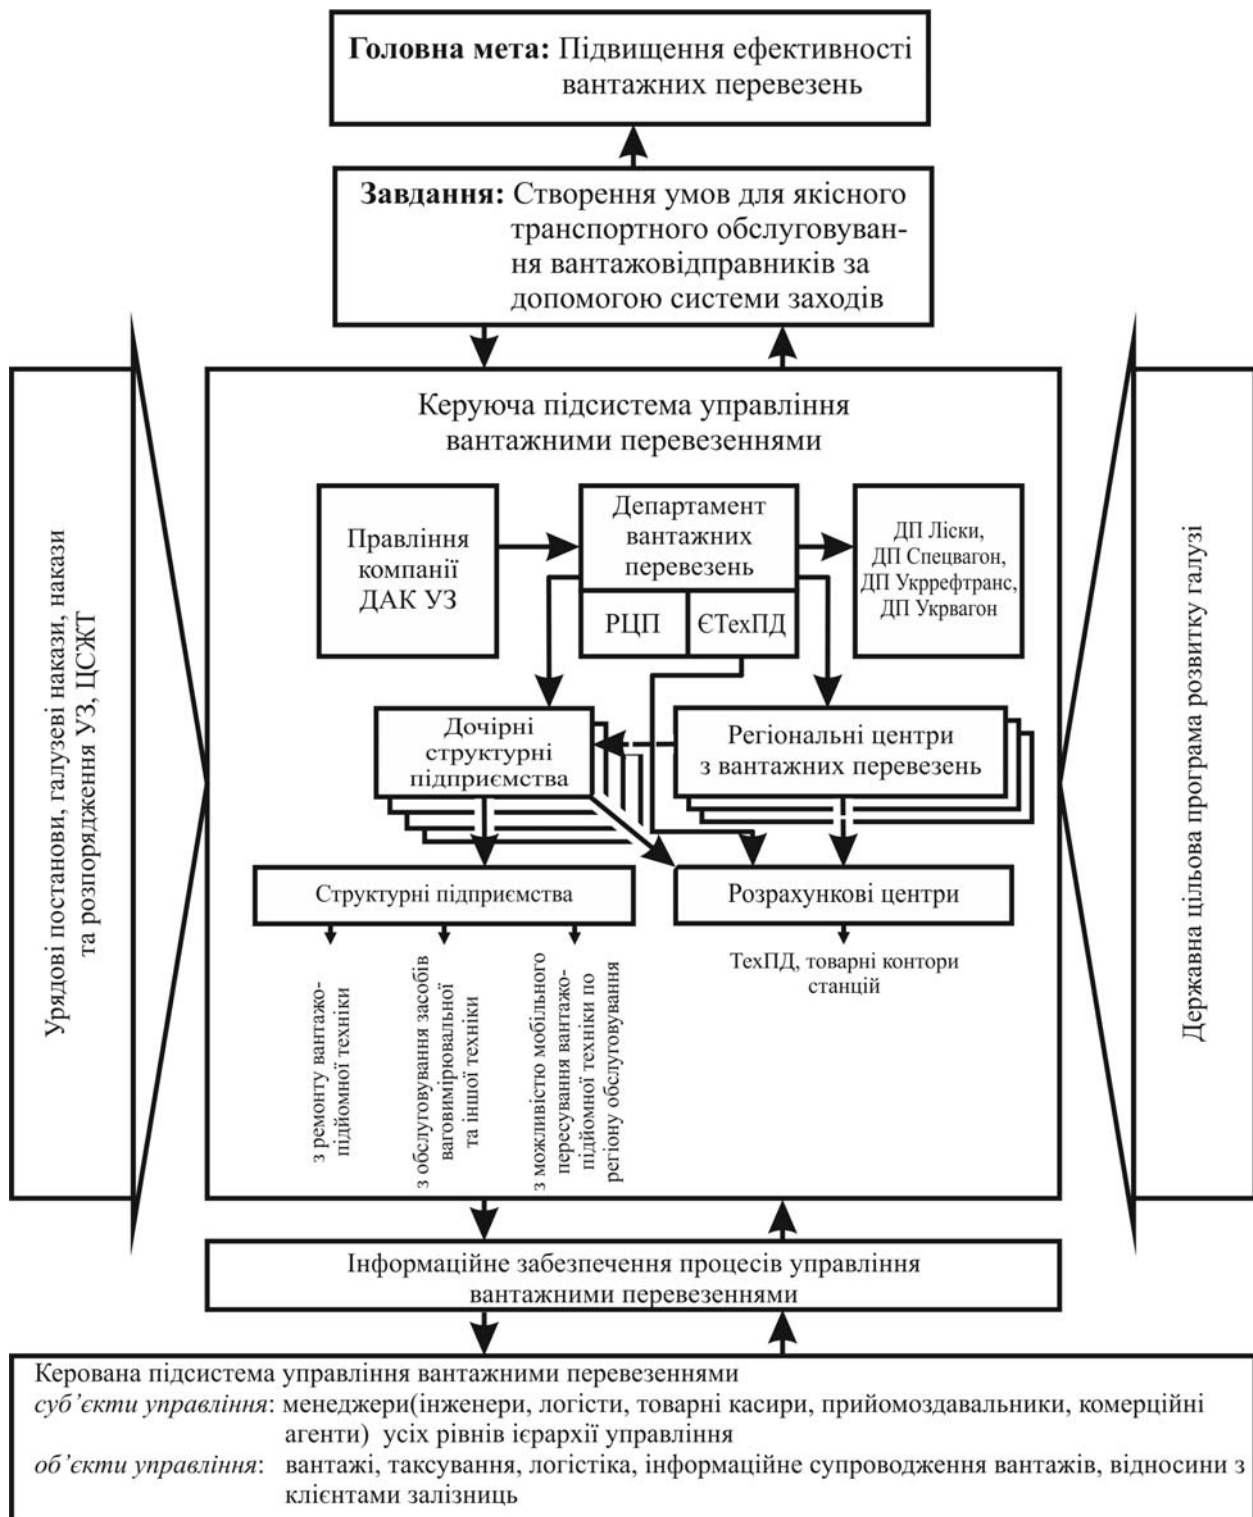 Головна мета: Підвищення ефективності
вантажних перевезень
Завдання: Створення умов для якісного
транспортного обслуговуван-
ня вантажовідправників за
допомогою системи заходів
Урядові постанови, галузеві накази, накази
та розпорядження УЗ, ЦСЖТ
Керуюча підсистема управління
вантажними перевезеннями
Правління
компанії
ДАК УЗ
Департамент
вантажних
перевезень
РЦП
ЄТехПД
ДП Ліски,
ДП Спецвагон,
ДП Укррефтранс,
ДП Укрвагон
Дочірні
структурні
підприємства
Регіональні центри
з вантажних перевезень
Структурні підприємства
Розрахункові центри
з ремонту вантажо-
підйомної техніки
з обслуговування засобів
ваговимірювальної
та іншої техніки
з можливістю мобільного
пересування вантажо-
підйомної техніки по
регіону обслуговування
ТехПД, товарні контори
станцій
Державна цільова програма розвитку галузі
Інформаційне забезпечення процесів управління
вантажними перевезеннями
Керована підсистема управління вантажними перевезеннями
суб’єкти управління: менеджери(інженери, логісти, товарні касири, прийомоздавальники, комерційні
агенти) усіх рівнів ієрархії управління
об’єкти управління: вантажі, таксування, логістіка, інформаційне супроводження вантажів, відносини з
клієнтами залізниць